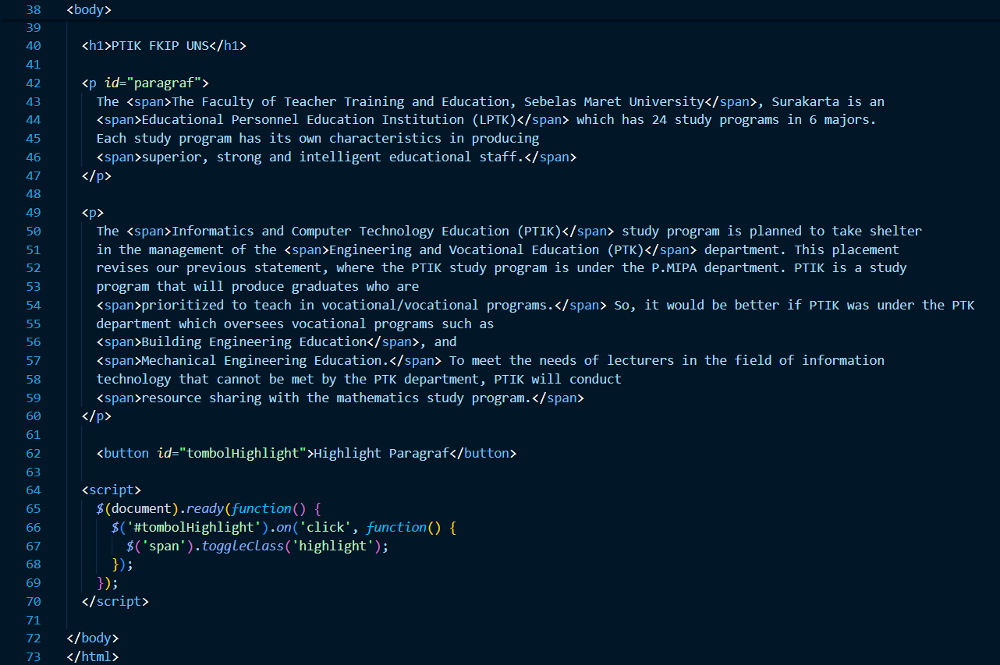 38 <body>
39
40 <h1>PTIK FKIP UNS</h1>
41
42 <p id="paragraf">
43 The <span>The Faculty of Teacher Training and Education, Sebelas Maret University</span>, Surakarta is an
44 <span>Educational Personnel Education Institution (LPTK)</span> which has 24 study programs in 6 majors.
45 Each study program has its own characteristics in producing
46 <span>superior, strong and intelligent educational staff.</span>
47 </p>
48
49 <p>
50 The <span>Informatics and Computer Technology Education (PTIK)</span> study program is planned to take shelter
51 in the management of the <span>Engineering and Vocational Education (PTK)</span> department. This placement
52 revises our previous statement, where the PTIK study program is under the P.MIPA department. PTIK is a study
53 program that will produce graduates who are
54 <span>prioritized to teach in vocational/vocational programs.</span> So, it would be better if PTIK was under the PTK
55 department which oversees vocational programs such as
56 <span>Building Engineering Education</span>, and
57 <span>Mechanical Engineering Education.</span> To meet the needs of lecturers in the field of information
58 technology that cannot be met by the PTK department, PTIK will conduct
59 <span>resource sharing with the mathematics study program.</span>
60 </p>
61
62 <button id="tombolHighlight">Highlight Paragraf</button>
63
64 <script>
65 $(document).ready(function() {
66 $('#tombolHighlight').on('click', function() {
67 $('span').toggleClass('highlight');
68 });
69 });
70 </script>
71
72 </body>
73 </html>